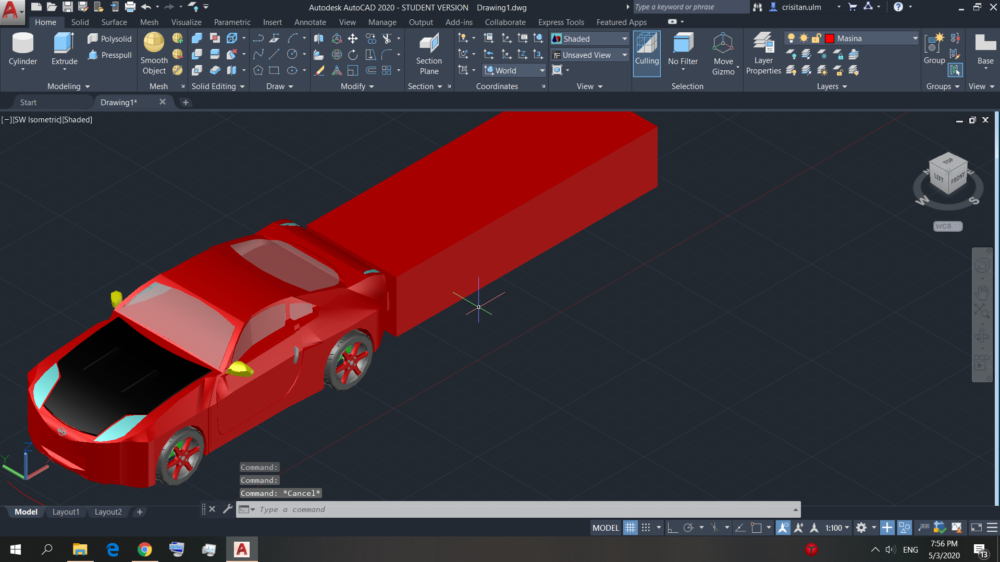 Autodesk AutoCAD 2020 - STUDENT VERSION Drawing1.dwg
Type a keyword or phrase
crisitan.ulm
Home Solid Surface Mesh Visualize Parametric Insert Annotate View Manage Output Add-ins Collaborate Express Tools Featured Apps
Cylinder
Extrude
Polysolid
Presspull
Modeling
Smooth
Object
Mesh
Solid Editing
Draw
Modify
Section
Plane
Section
World
Coordinates
Shaded
Unsaved View
View
Culling
No Filter
Move
Gizmo
Selection
Layer
Properties
Masina
Layers
Group
Groups
Base
View
Start
Drawing1*
[−][SW Isometric][Shaded]
TOP
LEFT
FRONT
N
E
W
S
WCS
Z
Y
X
Command:
Command:
Command: *Cancel*
Type a command
Model Layout1 Layout2
MODEL
1:100
ENG
7:56 PM
5/3/2020
13